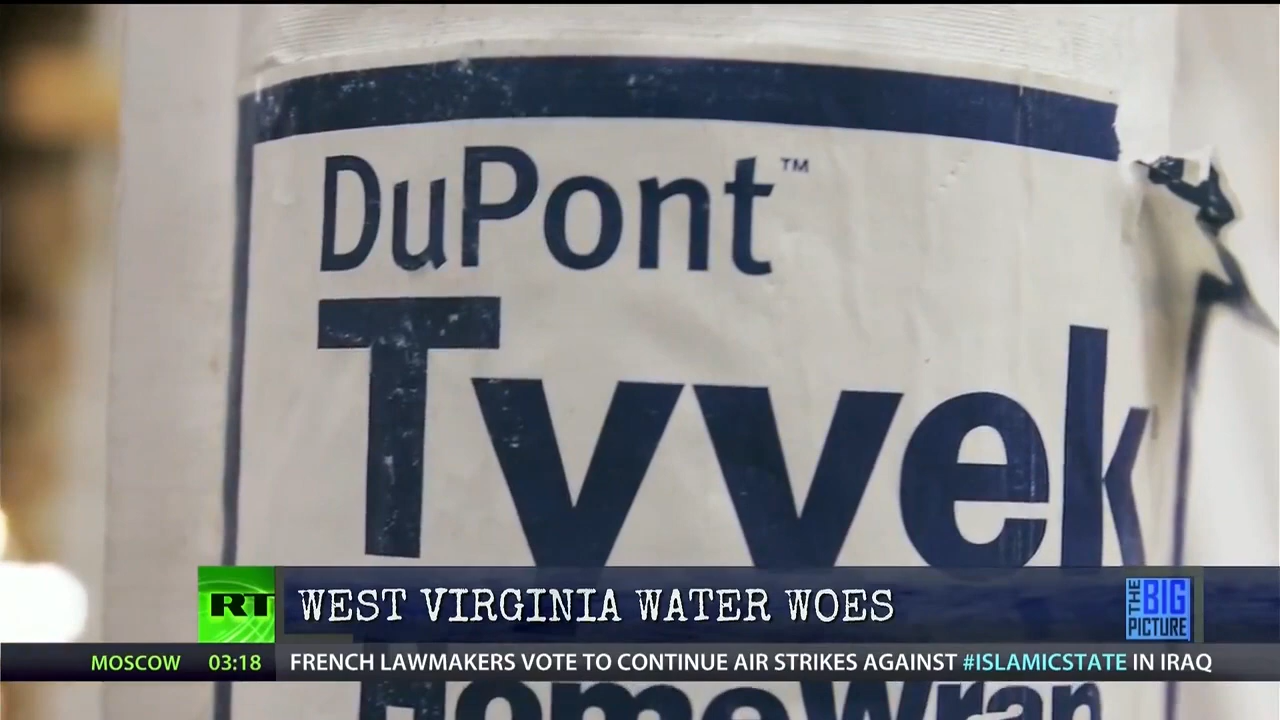 DuPont™
Tyvek
HomeWrap
RT
WEST VIRGINIA WATER WOES
THE BIG PICTURE
MOSCOW 03:18
FRENCH LAWMAKERS VOTE TO CONTINUE AIR STRIKES AGAINST #ISLAMICSTATE IN IRAQ